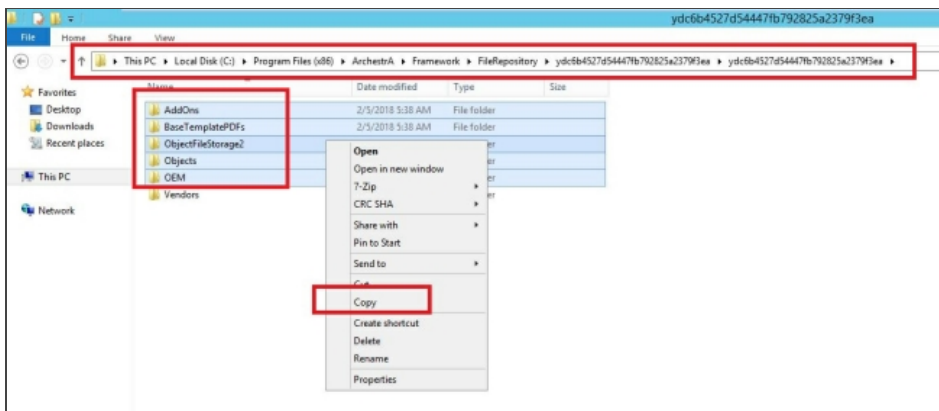 ydc6b4527d54447fb792825a2379f3ea
File Home Share View
This PC ▸ Local Disk (C:) ▸ Program Files (x86) ▸ ArchestrA ▸ Framework ▸ FileRepository ▸ ydc6b4527d54447fb792825a2379f3ea ▸ ydc6b4527d54447fb792825a2379f3ea ▸
Name Date modified Type Size
Favorites
Desktop
Downloads
Recent places
This PC
Network
AddOns 2/5/2018 5:38 AM File folder
BaseTemplatePDFs 2/5/2018 5:38 AM File folder
ObjectFileStorage2
Objects
OEM
Vendors
Open
Open in new window
7-Zip
CRC SHA
Share with
Pin to Start
Send to
Cut
Copy
Create shortcut
Delete
Rename
Properties